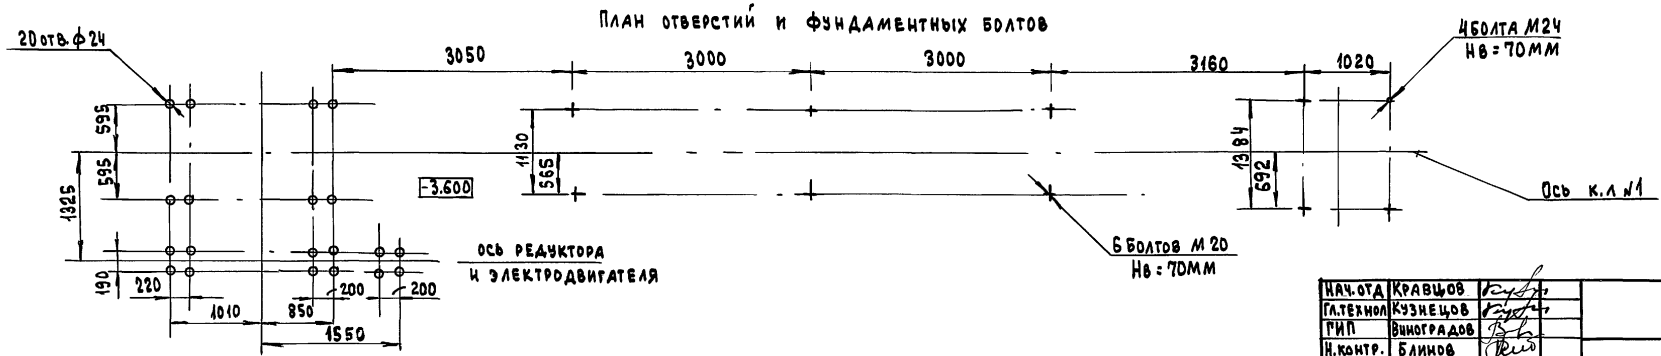 План отверстий и фундаментных болтов
20 отв. ф 24
3050
3000
3000
3160
1020
4 болта М24
Нв = 70мм
595
595
1325
190
220
1010
850
200
200
1550
-3.600
1130
565
1384
692
Ось к.л №1
ось редуктора
и электродвигателя
6 болтов М 20
Нв = 70мм
Нач. отд Кравцов
Гл. технол Кузнецов
ГИП Виноградов
Н. контр. Блинов